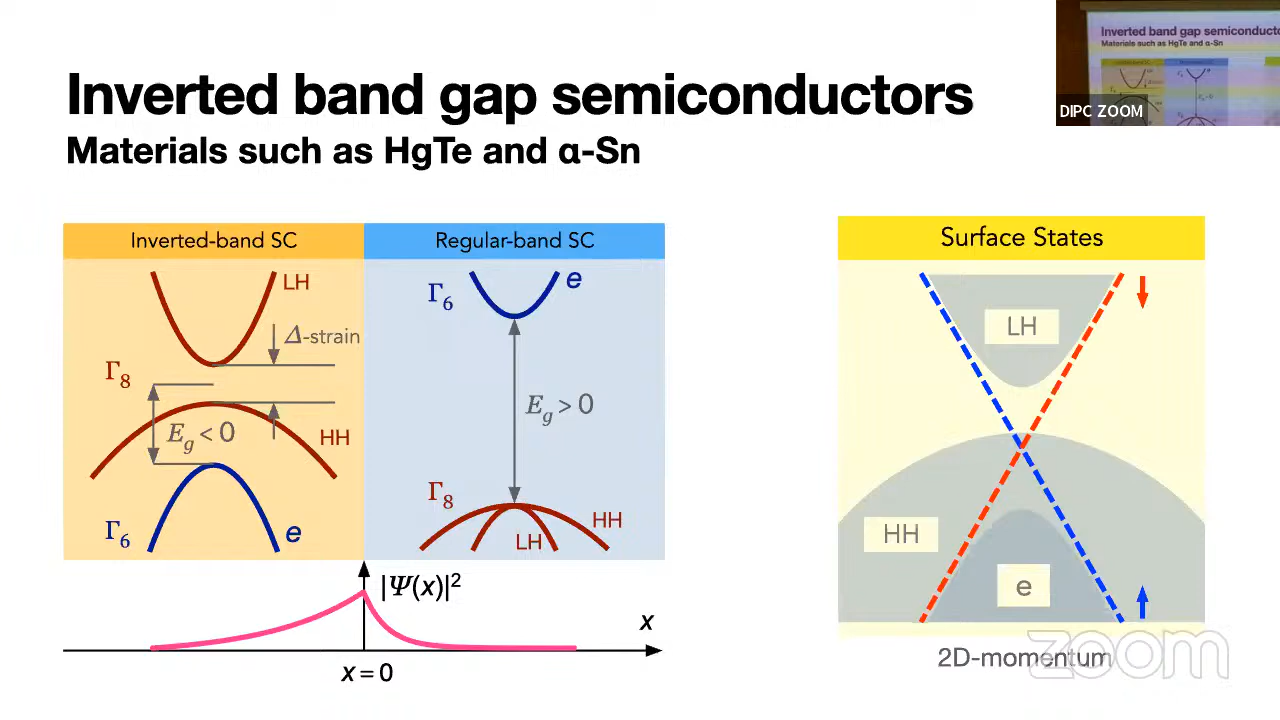 Inverted band gap semiconductors
Materials such as HgTe and α-Sn
Inverted band gap semiconducto
Materials such as HgTe and α-Sn
DIPC ZOOM
Inverted-band SC
Regular-band SC
Surface States
LH
Δ-strain
Γ8
Eg < 0
HH
Γ6
e
Γ6
e
Eg > 0
Γ8
HH
LH
LH
HH
e
|Ψ(x)|²
x
x = 0
2D-momentum
zoom